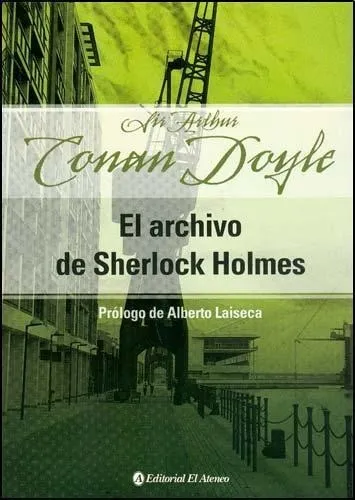 Sir Arthur
Conan Doyle
El archivo
de Sherlock Holmes
Prólogo de Alberto Laiseca
Editorial El Ateneo